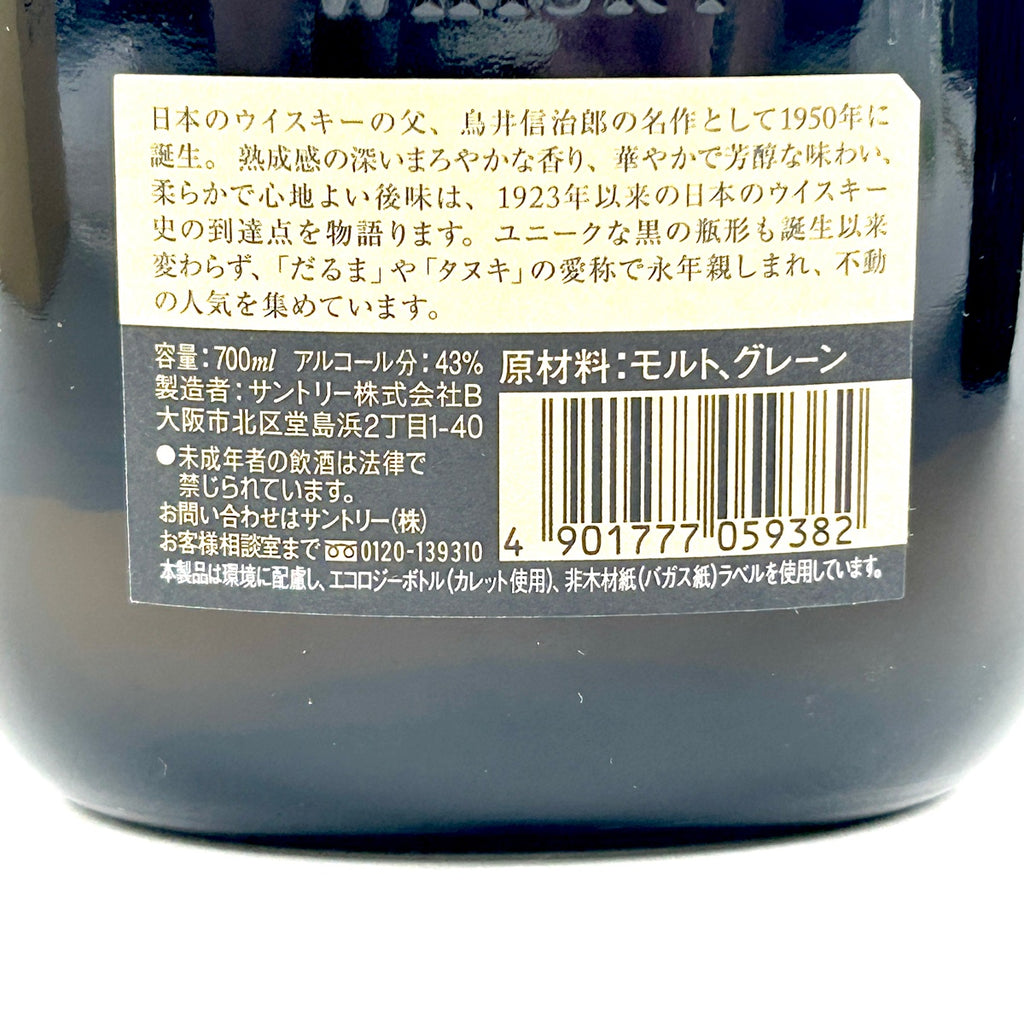 WHISKY
日本のウイスキーの父、鳥井信治郎の名作として1950年に
誕生。熟成感の深いまろやかな香り、華やかで芳醇な味わい、
柔らかで心地よい後味は、1923年以来の日本のウイスキー
史の到達点を物語ります。ユニークな黒の瓶形も誕生以来
変わらず、「だるま」や「タヌキ」の愛称で永年親しまれ、不動
の人気を集めています。
容量:700ml アルコール分:43%
製造者:サントリー株式会社B
大阪市北区堂島浜2丁目1-40
●未成年者の飲酒は法律で
禁じられています。
お問い合わせはサントリー(株)
お客様相談室まで 0120-139310
原材料:モルト、グレーン
4 901777 059382
本製品は環境に配慮し、エコロジーボトル(カレット使用)、非木材紙(バガス紙)ラベルを使用しています。